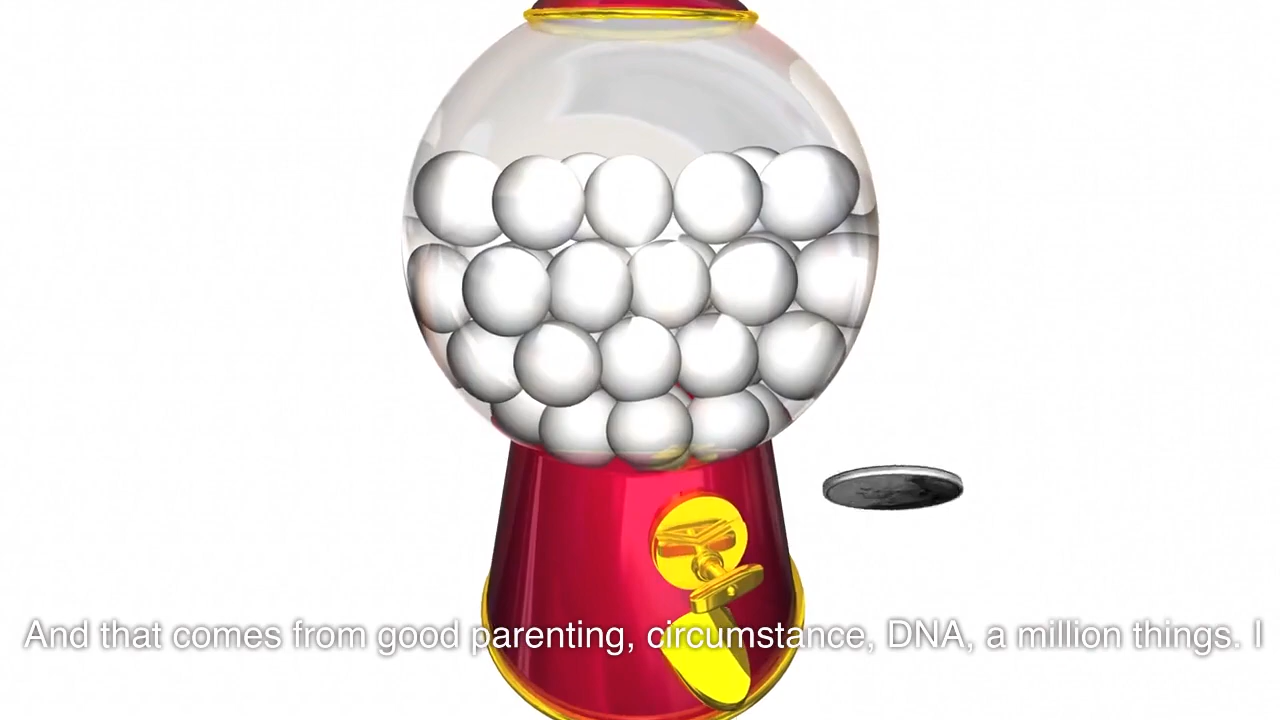 And that comes from good parenting, circumstance, DNA, a million things. I